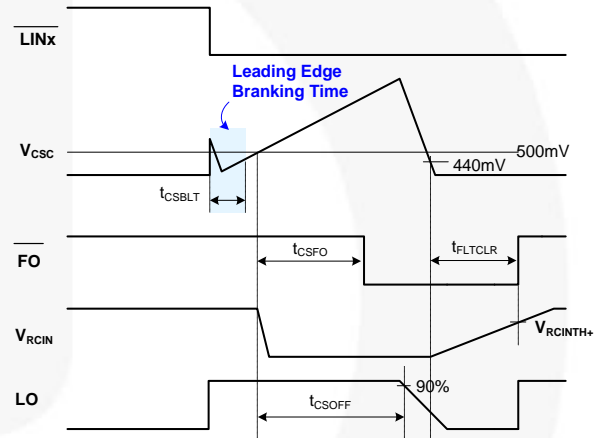 LINx
Leading Edge
Branking Time
VCSC
500mV
440mV
tCSBLT
FO
tCSFO
tFLTCLR
VRCIN
VRCINTH+
LO
90%
tCSOFF